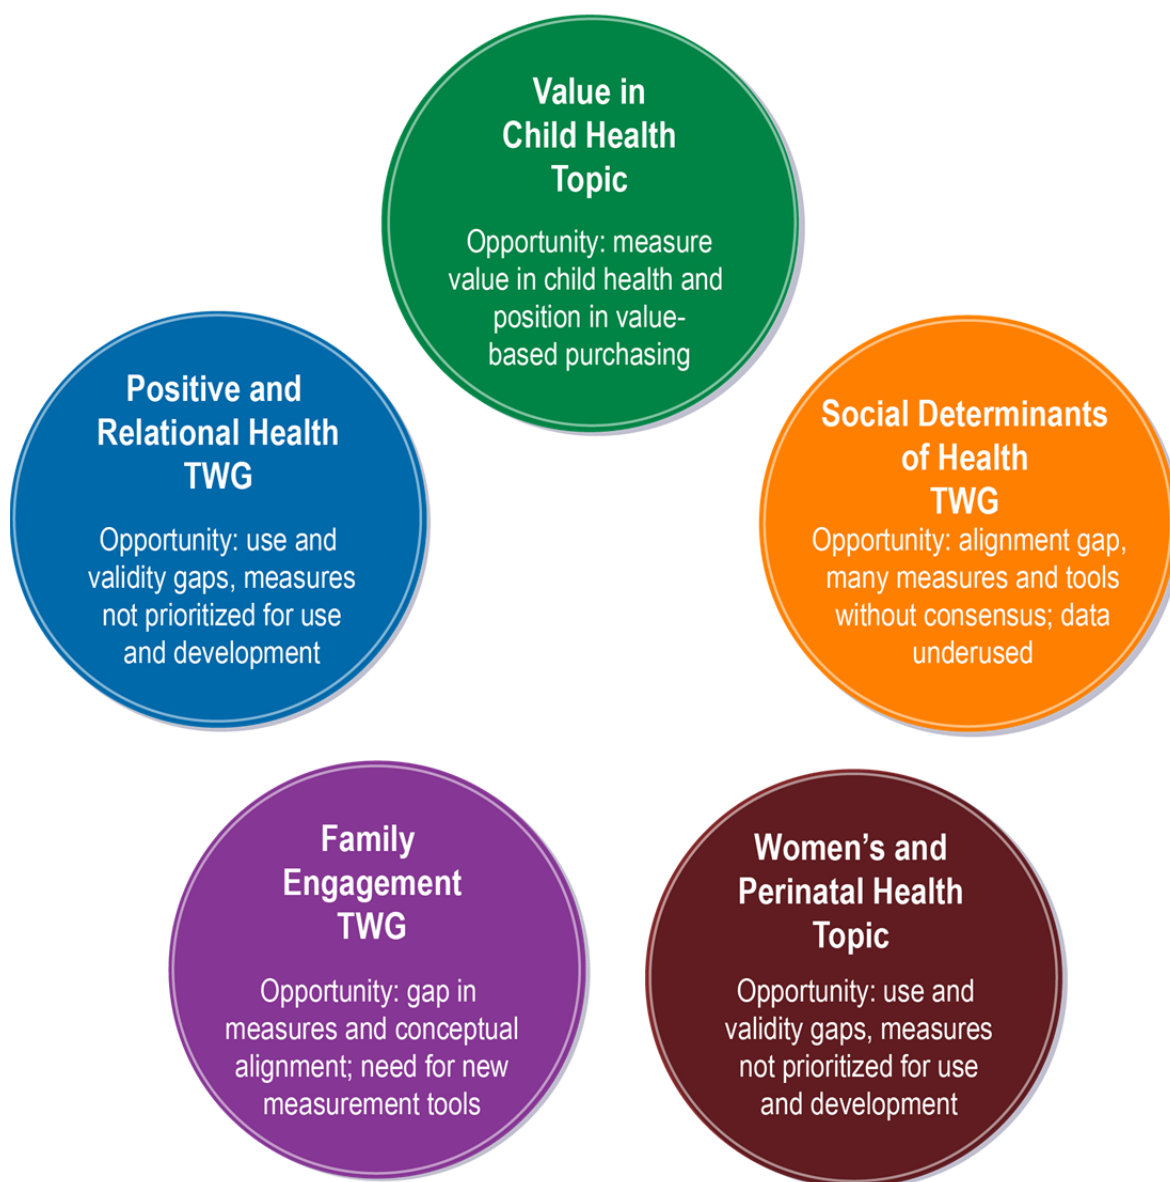 Value in
Child Health
Topic
Opportunity: measure
value in child health and
position in value-
based purchasing
Positive and
Relational Health
TWG
Opportunity: use and
validity gaps, measures
not prioritized for use
and development
Social Determinants
of Health
TWG
Opportunity: alignment gap,
many measures and tools
without consensus; data
underused
Family
Engagement
TWG
Opportunity: gap in
measures and conceptual
alignment; need for new
measurement tools
Women’s and
Perinatal Health
Topic
Opportunity: use and
validity gaps, measures
not prioritized for use
and development